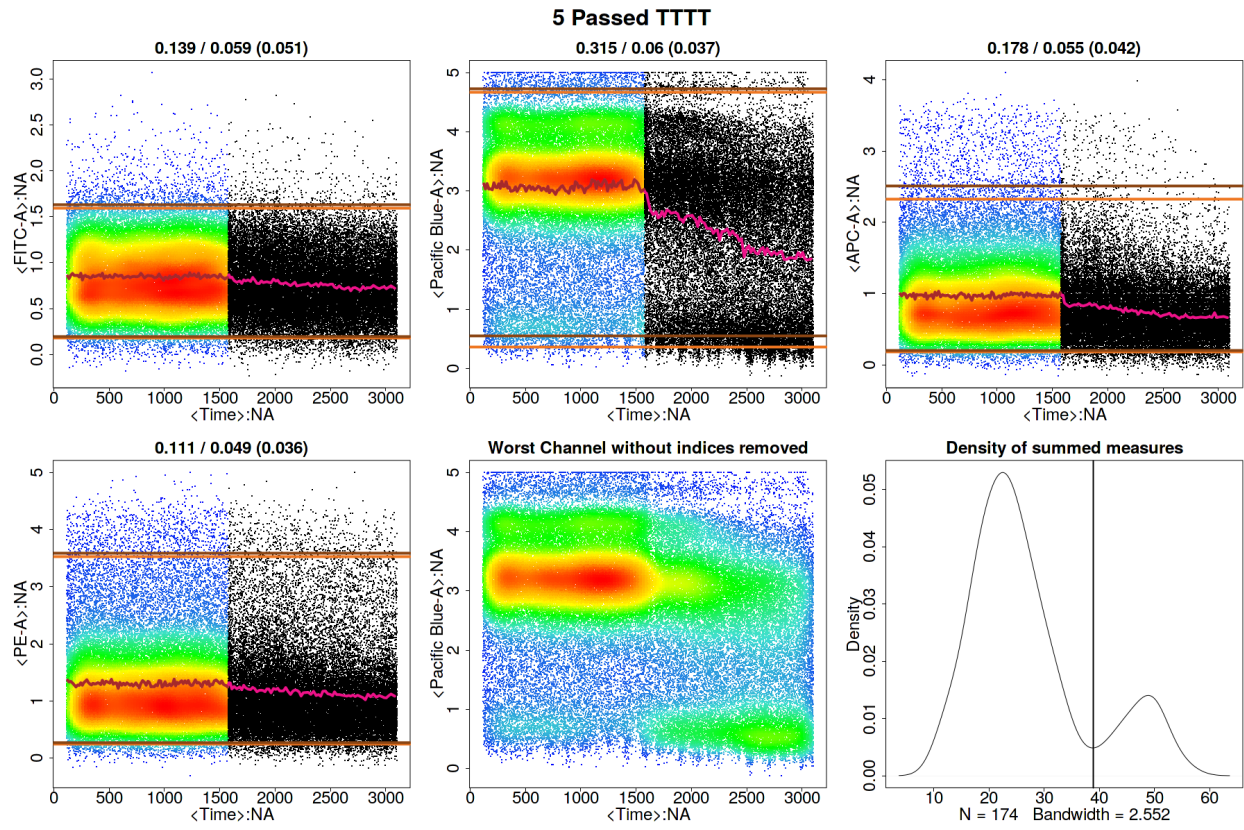 5 Passed TTTT
0.139 / 0.059 (0.051)
3.0
2.5
2.0
1.5
1.0
0.5
0.0
<FITC-A>:NA
0 500 1000 1500 2000 2500 3000
<Time>:NA
0.315 / 0.06 (0.037)
5
4
3
2
1
0
<Pacific Blue-A>:NA
0 500 1000 1500 2000 2500 3000
<Time>:NA
0.178 / 0.055 (0.042)
4
3
2
1
0
<APC-A>:NA
0 500 1000 1500 2000 2500 3000
<Time>:NA
0.111 / 0.049 (0.036)
5
4
3
2
1
0
<PE-A>:NA
0 500 1000 1500 2000 2500 3000
<Time>:NA
Worst Channel without indices removed
5
4
3
2
1
0
<Pacific Blue-A>:NA
0 500 1000 1500 2000 2500 3000
<Time>:NA
Density of summed measures
0.05
0.04
0.03
0.02
0.01
0.00
Density
10 20 30 40 50 60
N = 174 Bandwidth = 2.552